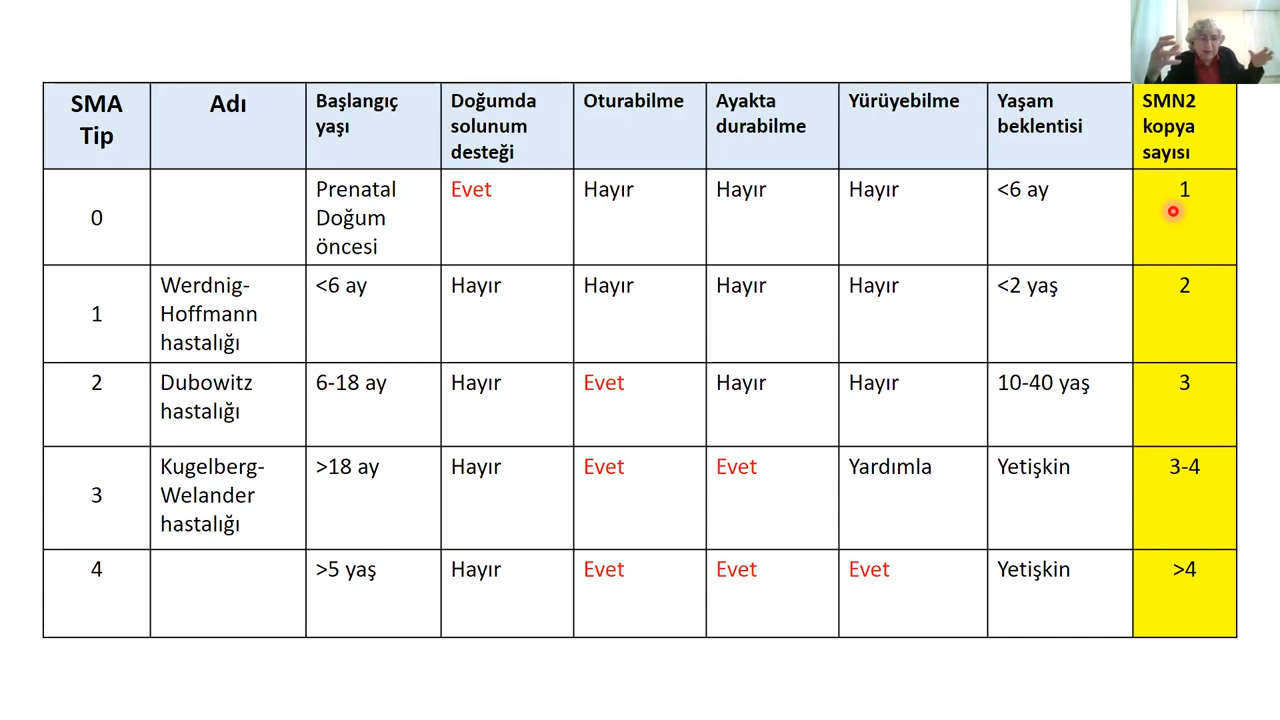 SMA
Tip
Adı
Başlangıç
yaşı
Doğumda
solunum
desteği
Oturabilme
Ayakta
durabilme
Yürüyebilme
Yaşam
beklentisi
SMN2
kopya
sayısı
0
Prenatal
Doğum
öncesi
Evet
Hayır
Hayır
Hayır
<6 ay
1
1
Werdnig-
Hoffmann
hastalığı
<6 ay
Hayır
Hayır
Hayır
Hayır
<2 yaş
2
2
Dubowitz
hastalığı
6-18 ay
Hayır
Evet
Hayır
Hayır
10-40 yaş
3
3
Kugelberg-
Welander
hastalığı
>18 ay
Hayır
Evet
Evet
Yardımla
Yetişkin
3-4
4
>5 yaş
Hayır
Evet
Evet
Evet
Yetişkin
>4